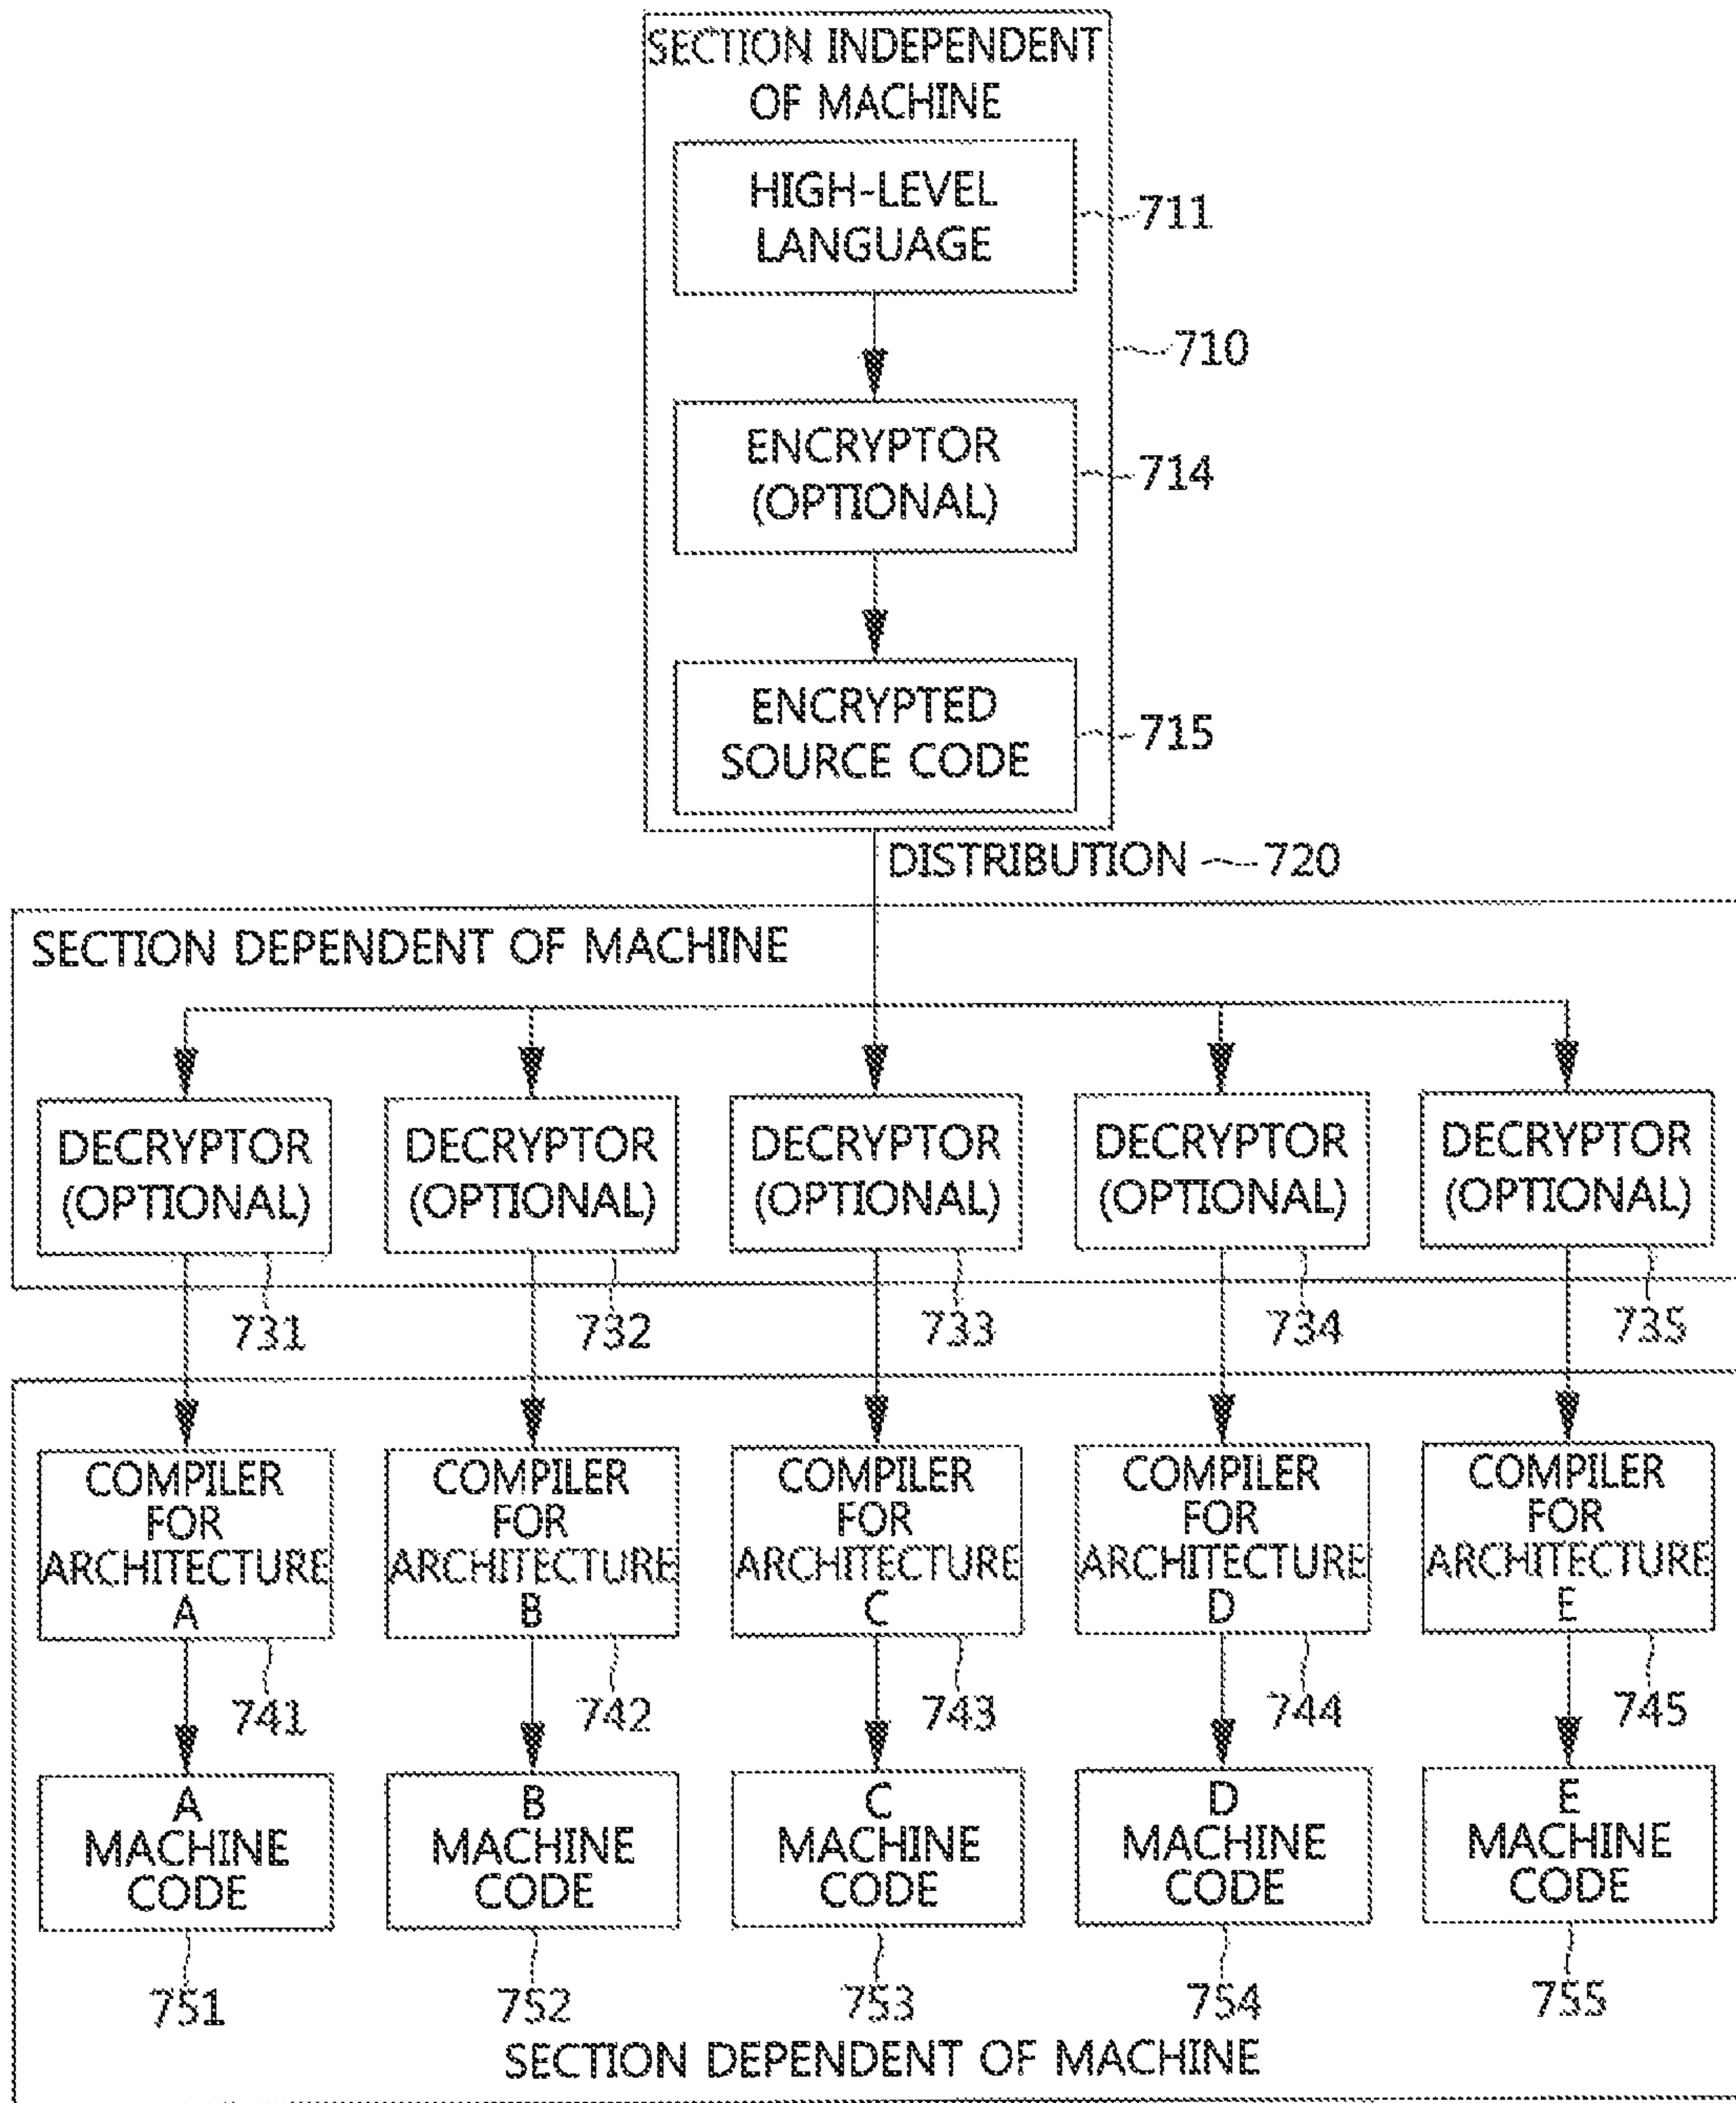 SECTION INDEPENDENT
OF MACHINE
HIGH-LEVEL
LANGUAGE
711
710
ENCRYPTOR
(OPTIONAL)
714
ENCRYPTED
SOURCE CODE
715
DISTRIBUTION
720
SECTION DEPENDENT OF MACHINE
DECRYPTOR
(OPTIONAL)
DECRYPTOR
(OPTIONAL)
DECRYPTOR
(OPTIONAL)
DECRYPTOR
(OPTIONAL)
DECRYPTOR
(OPTIONAL)
731
732
733
734
735
COMPILER
FOR
ARCHITECTURE
A
COMPILER
FOR
ARCHITECTURE
B
COMPILER
FOR
ARCHITECTURE
C
COMPILER
FOR
ARCHITECTURE
D
COMPILER
FOR
ARCHITECTURE
E
741
742
743
744
745
A
MACHINE
CODE
B
MACHINE
CODE
C
MACHINE
CODE
D
MACHINE
CODE
E
MACHINE
CODE
751
752
753
754
755
SECTION DEPENDENT OF MACHINE